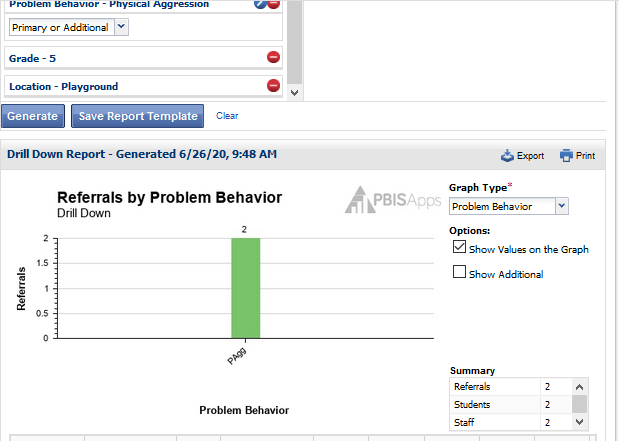 Problem Behavior - Physical Aggression
Primary or Additional
Grade - 5
Location - Playground
Generate Save Report Template Clear
Drill Down Report - Generated 6/26/20, 9:48 AM Export Print
Referrals by Problem Behavior
Drill Down
PBISApps
Graph Type*
Problem Behavior
Options:
Show Values on the Graph
Show Additional
2
2
1.5
1
0.5
0
Referrals
PAgg
Problem Behavior
Summary
Referrals 2
Students 2
Staff 2